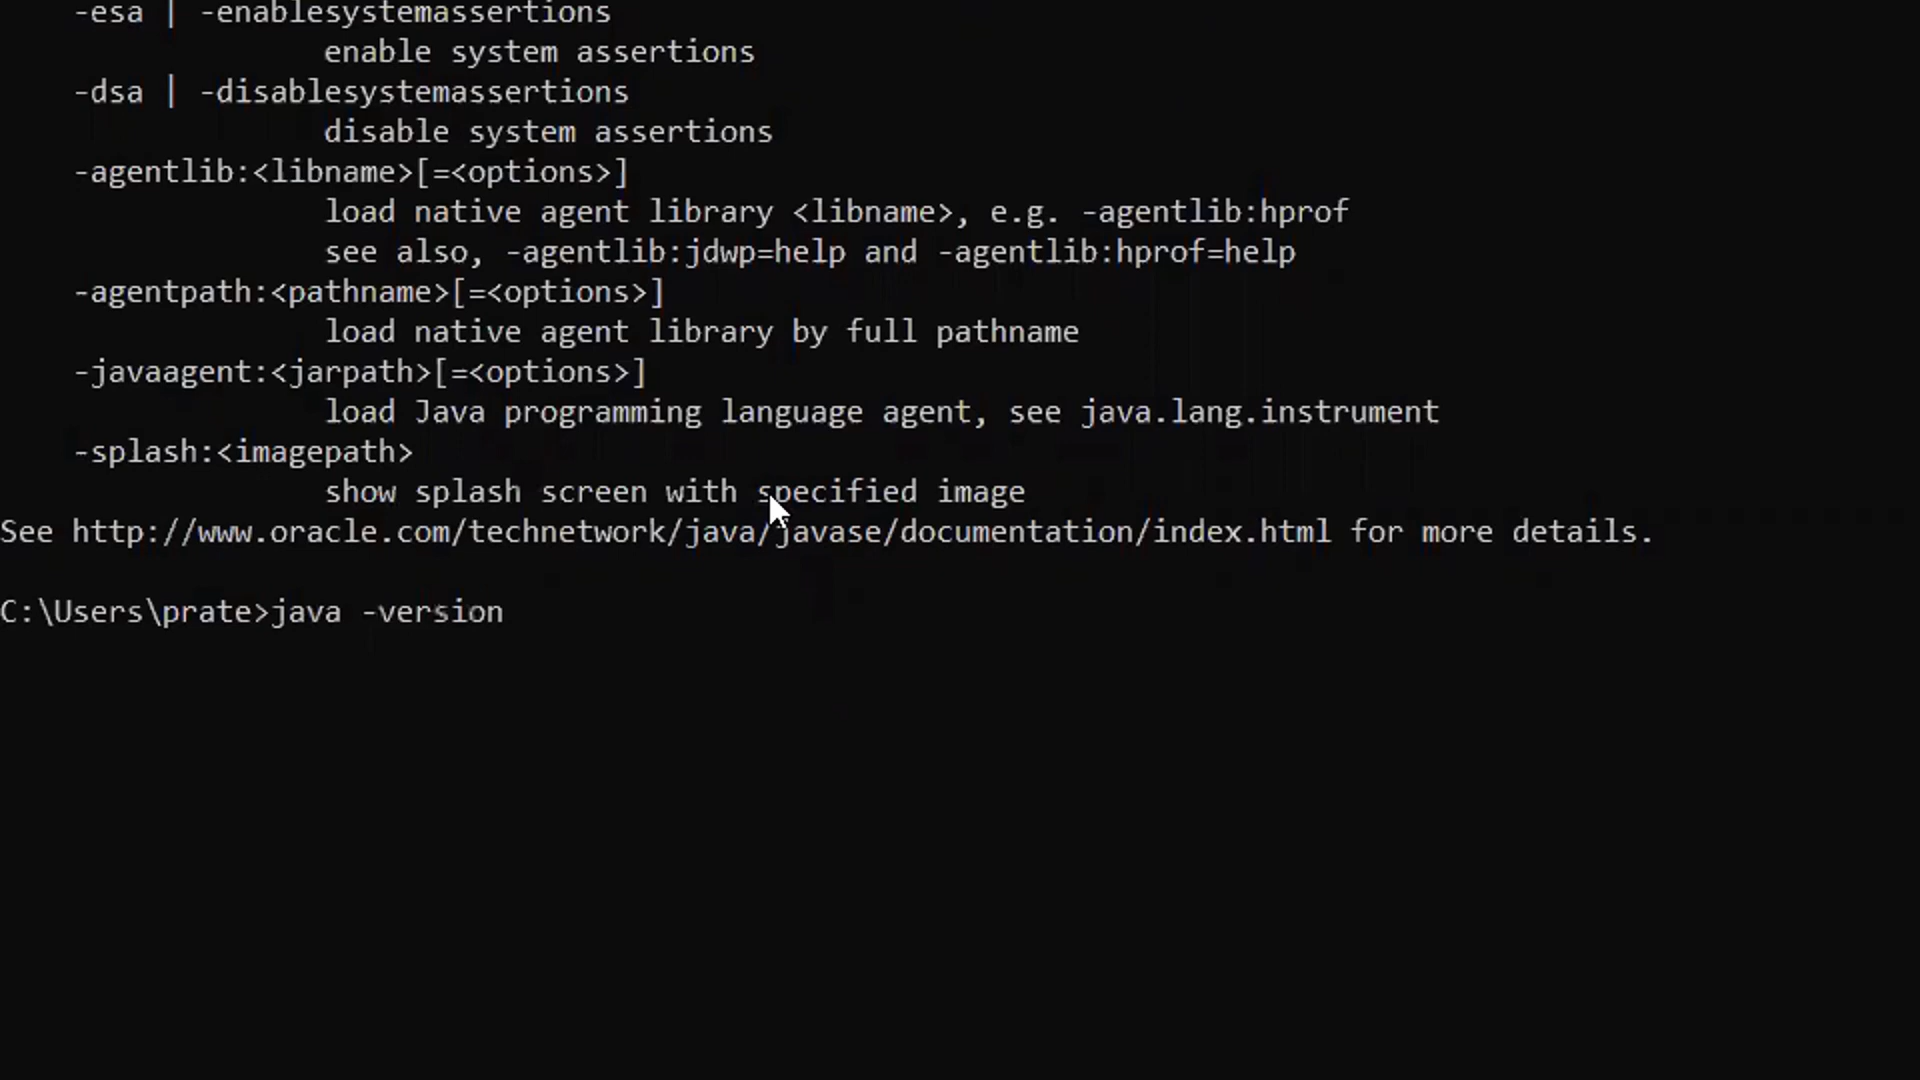 -esa | -enablesystemassertions
enable system assertions
-dsa | -disablesystemassertions
disable system assertions
-agentlib:<libname>[=<options>]
load native agent library <libname>, e.g. -agentlib:hprof
see also, -agentlib:jdwp=help and -agentlib:hprof=help
-agentpath:<pathname>[=<options>]
load native agent library by full pathname
-javaagent:<jarpath>[=<options>]
load Java programming language agent, see java.lang.instrument
-splash:<imagepath>
show splash screen with specified image
See http://www.oracle.com/technetwork/java/javase/documentation/index.html for more details.
C:\Users\prate>java -version